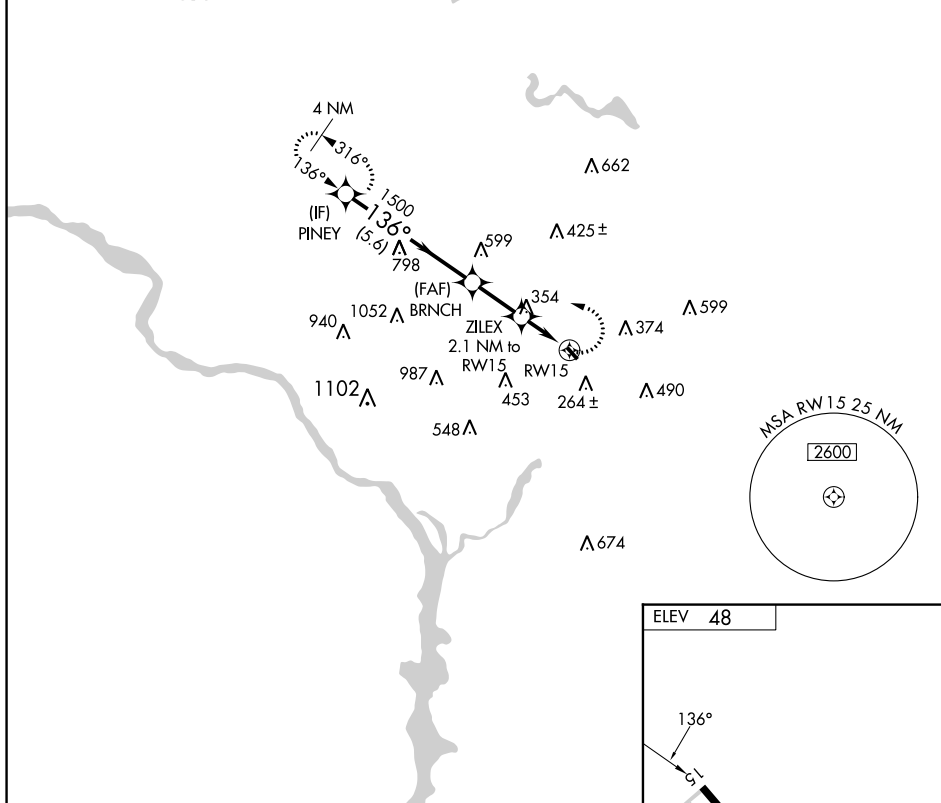 4 NM
316°
136°
(IF)
PINEY
1500
136°
(5.6)
798
599
662
425 ±
(FAF)
BRNCH
354
940
1052
ZILEX
2.1 NM to
RW15
RW15
374
599
1102
987
453
264 ±
490
548
MSA RW15 25 NM
2600
674
ELEV 48
136°
15